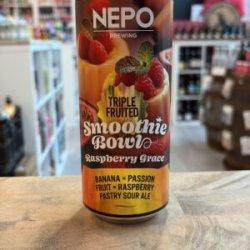 NEPO
BREWING
TRIPLE
FRUITED
Smoothie
Bowl
Raspberry Grace
BANANA • PASSION
FRUIT • RASPBERRY
PASTRY SOUR ALE